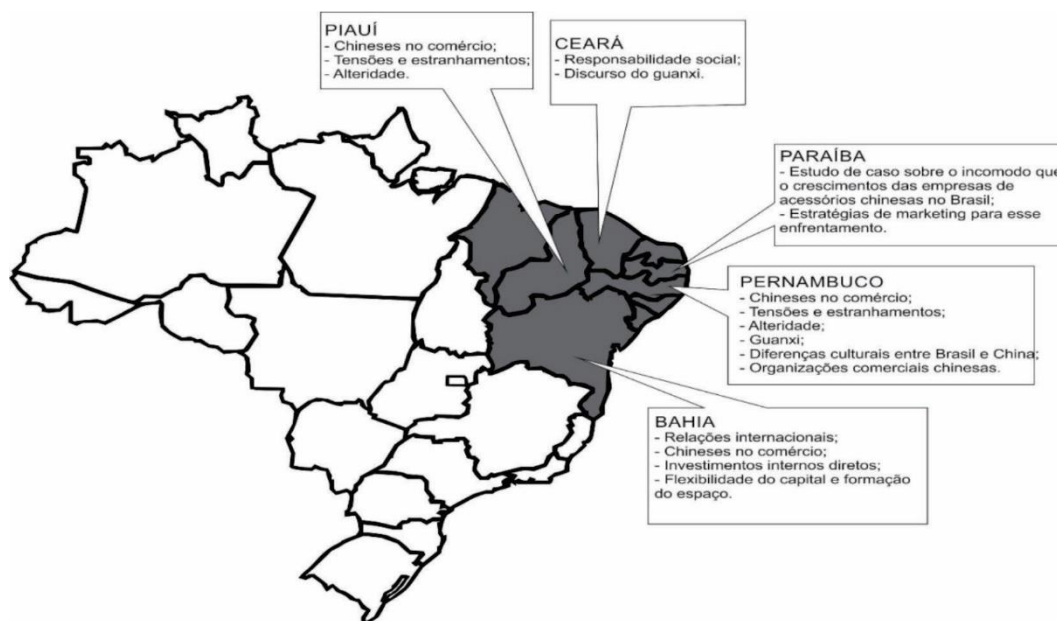 PIAUÍ
- Chineses no comércio;
- Tensões e estranhamentos;
- Alteridade.
CEARÁ
- Responsabilidade social;
- Discurso do guanxi.
PARAÍBA
- Estudo de caso sobre o incomodo que
o crescimentos das empresas de
acessórios chinesas no Brasil;
- Estratégias de marketing para esse
enfrentamento.
PERNAMBUCO
- Chineses no comércio;
- Tensões e estranhamentos;
- Alteridade;
- Guanxi;
- Diferenças culturais entre Brasil e China;
- Organizações comerciais chinesas.
BAHIA
- Relações internacionais;
- Chineses no comércio;
- Investimentos internos diretos;
- Flexibilidade do capital e formação
do espaço.